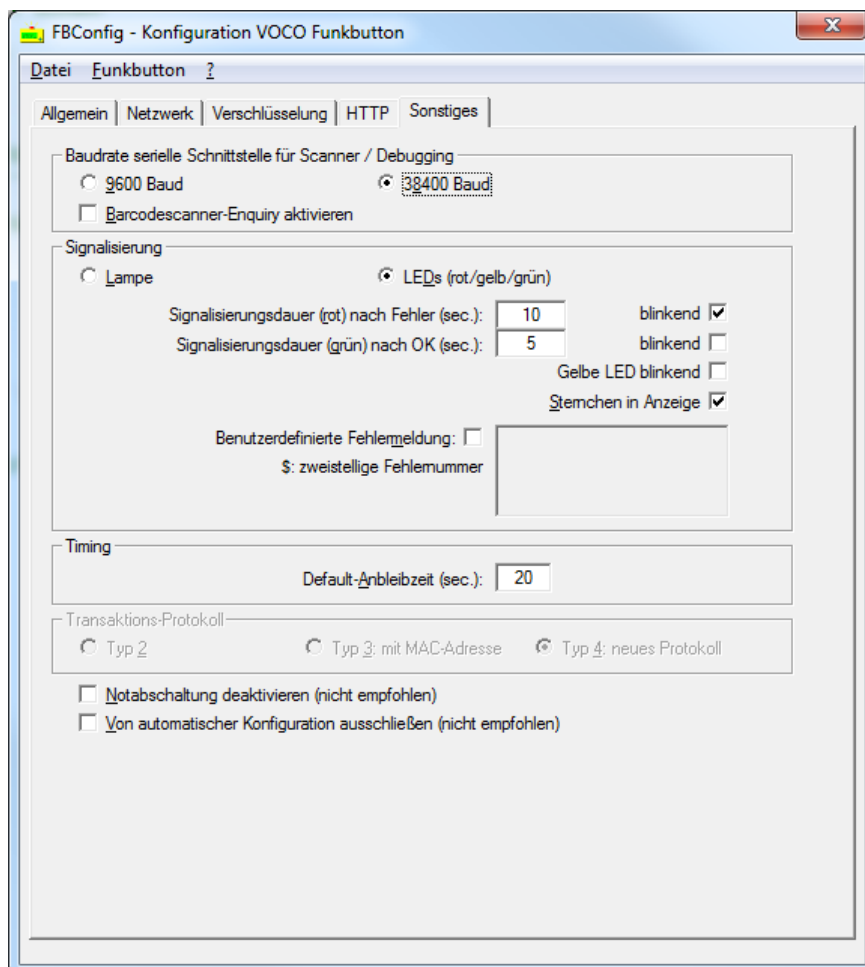 FBConfig - Konfiguration VOCO Funkbutton
Datei Funkbutton ?
Allgemein Netzwerk Verschlüsselung HTTP Sonstiges
Baudrate serielle Schnittstelle für Scanner / Debugging
9600 Baud 38400 Baud
Barcodescanner-Enquiry aktivieren
Signalisierung
Lampe LEDs (rot/gelb/grün)
Signalisierungsdauer (rot) nach Fehler (sec.): 10 blinkend
Signalisierungsdauer (grün) nach OK (sec.): 5 blinkend
Gelbe LED blinkend
Sternchen in Anzeige
Benutzerdefinierte Fehlermeldung:
$: zweistellige Fehlernummer
Timing
Default-Anbleibzeit (sec.): 20
Transaktions-Protokoll
Typ 2 Typ 3: mit MAC-Adresse Typ 4: neues Protokoll
Notabschaltung deaktivieren (nicht empfohlen)
Von automatischer Konfiguration ausschließen (nicht empfohlen)